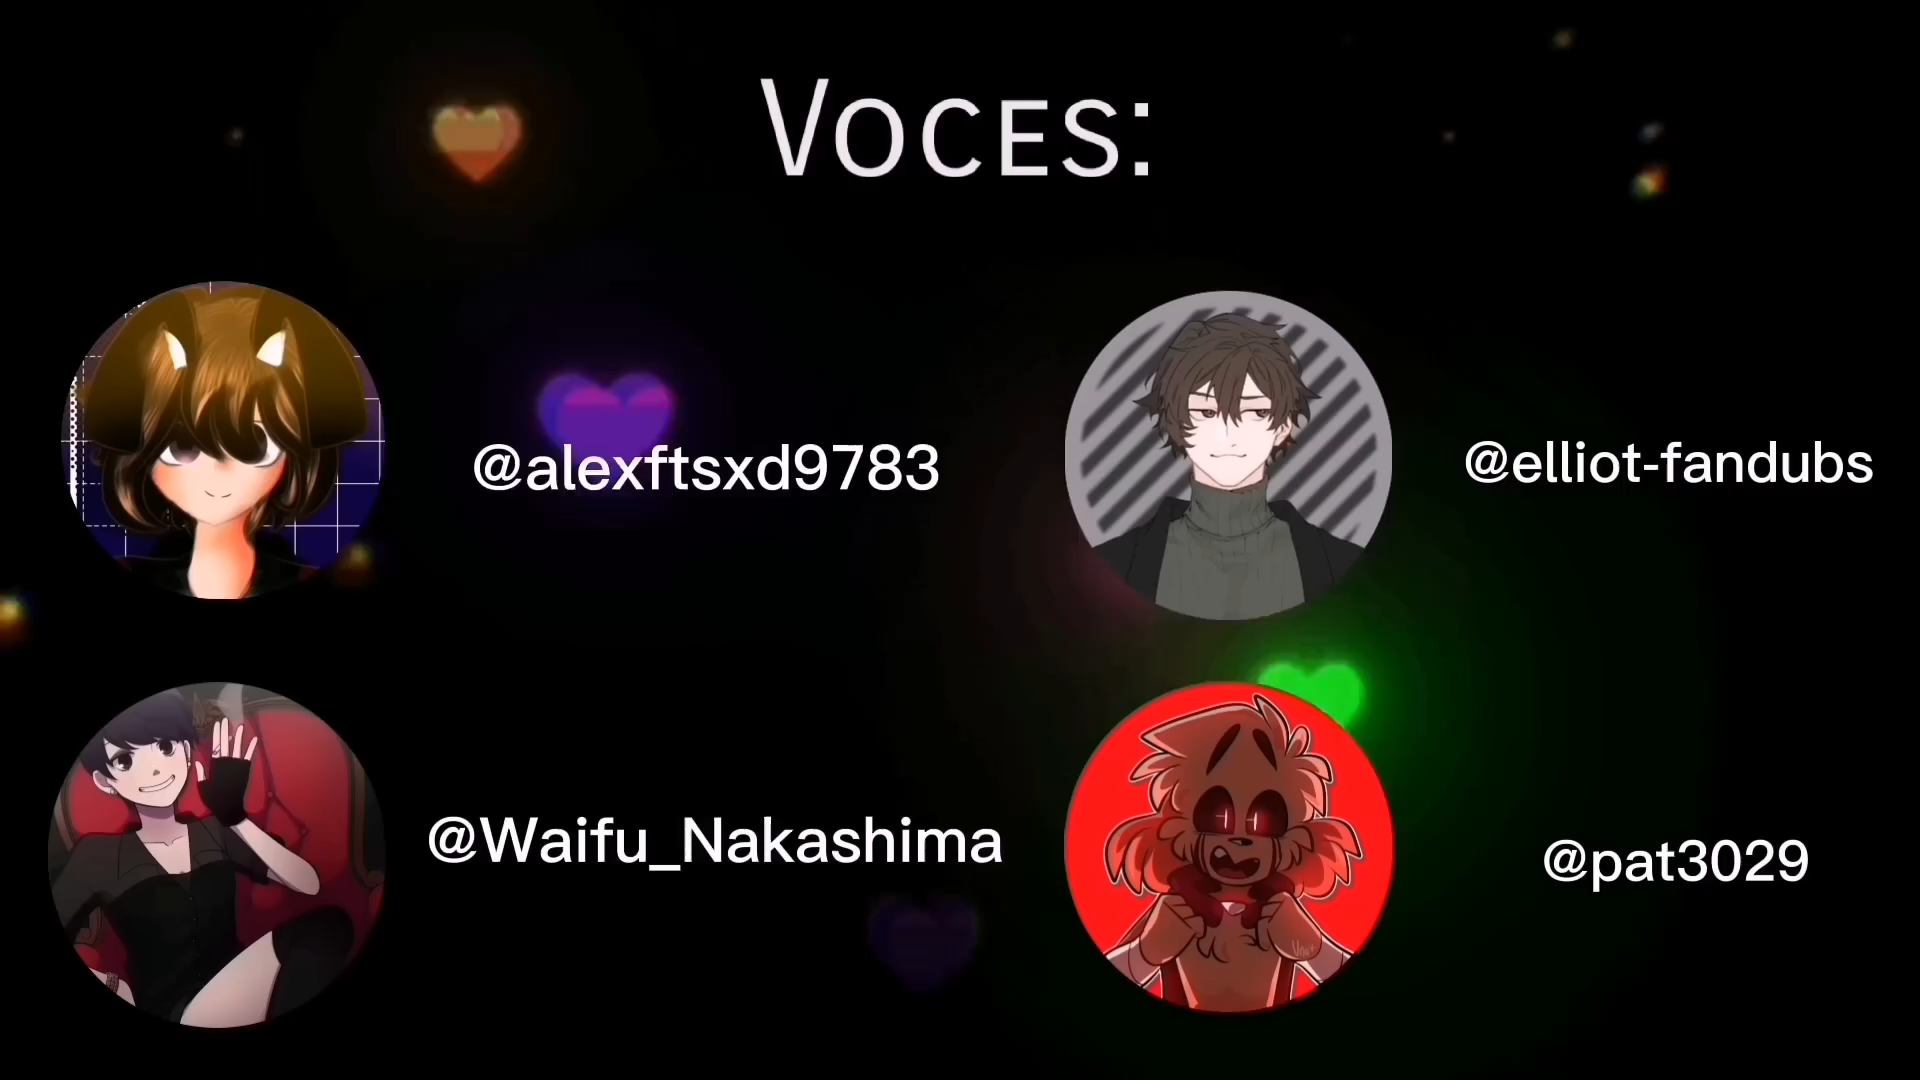 Voces:
@alexftsxd9783
@elliot-fandubs
@Waifu_Nakashima
@pat3029